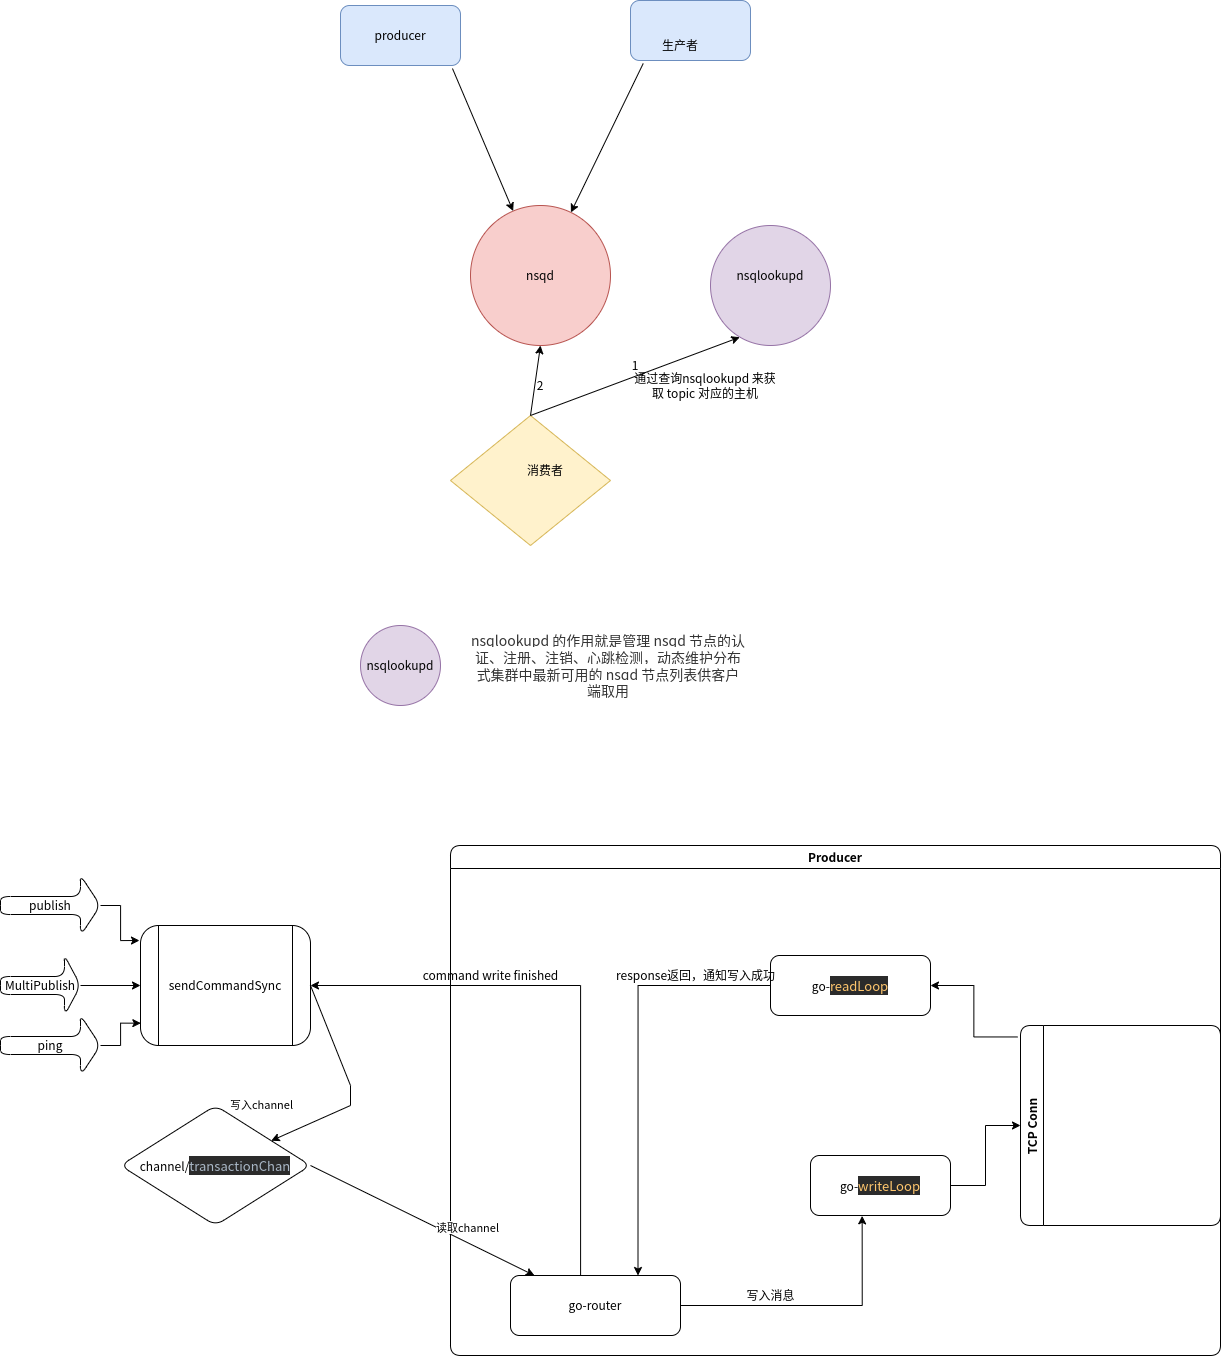 producer
生产者
nsqd
nsqlookupd
1
通过查询nsqlookupd 来获
取 topic 对应的主机
2
消费者
nsqlookupd
nsqlookupd 的作用就是管理 nsqd 节点的认
证、注册、注销、心跳检测，动态维护分布
式集群中最新可用的 nsqd 节点列表供客户
端取用
Producer
publish
MultiPublish
ping
sendCommandSync
command write finished
response返回，通知写入成功
go-readLoop
TCP Conn
写入channel
channel/transactionChan
go-writeLoop
读取channel
go-router
写入消息